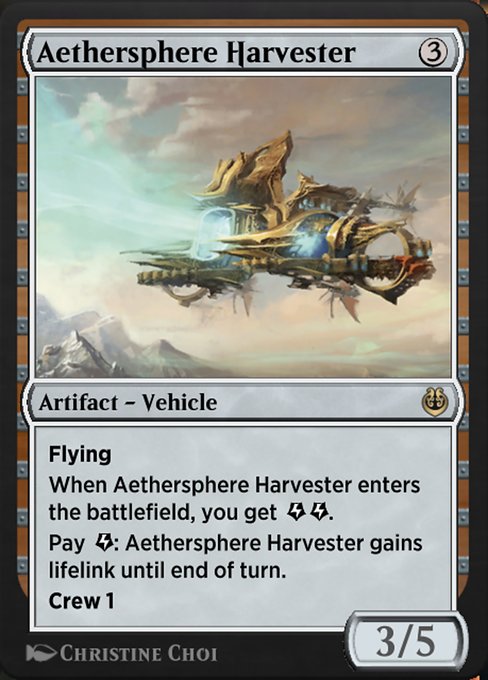 Aethersphere Harvester 3
Artifact – Vehicle
Flying
When Aethersphere Harvester enters
the battlefield, you get .
Pay : Aethersphere Harvester gains
lifelink until end of turn.
Crew 1
3/5
Christine Choi